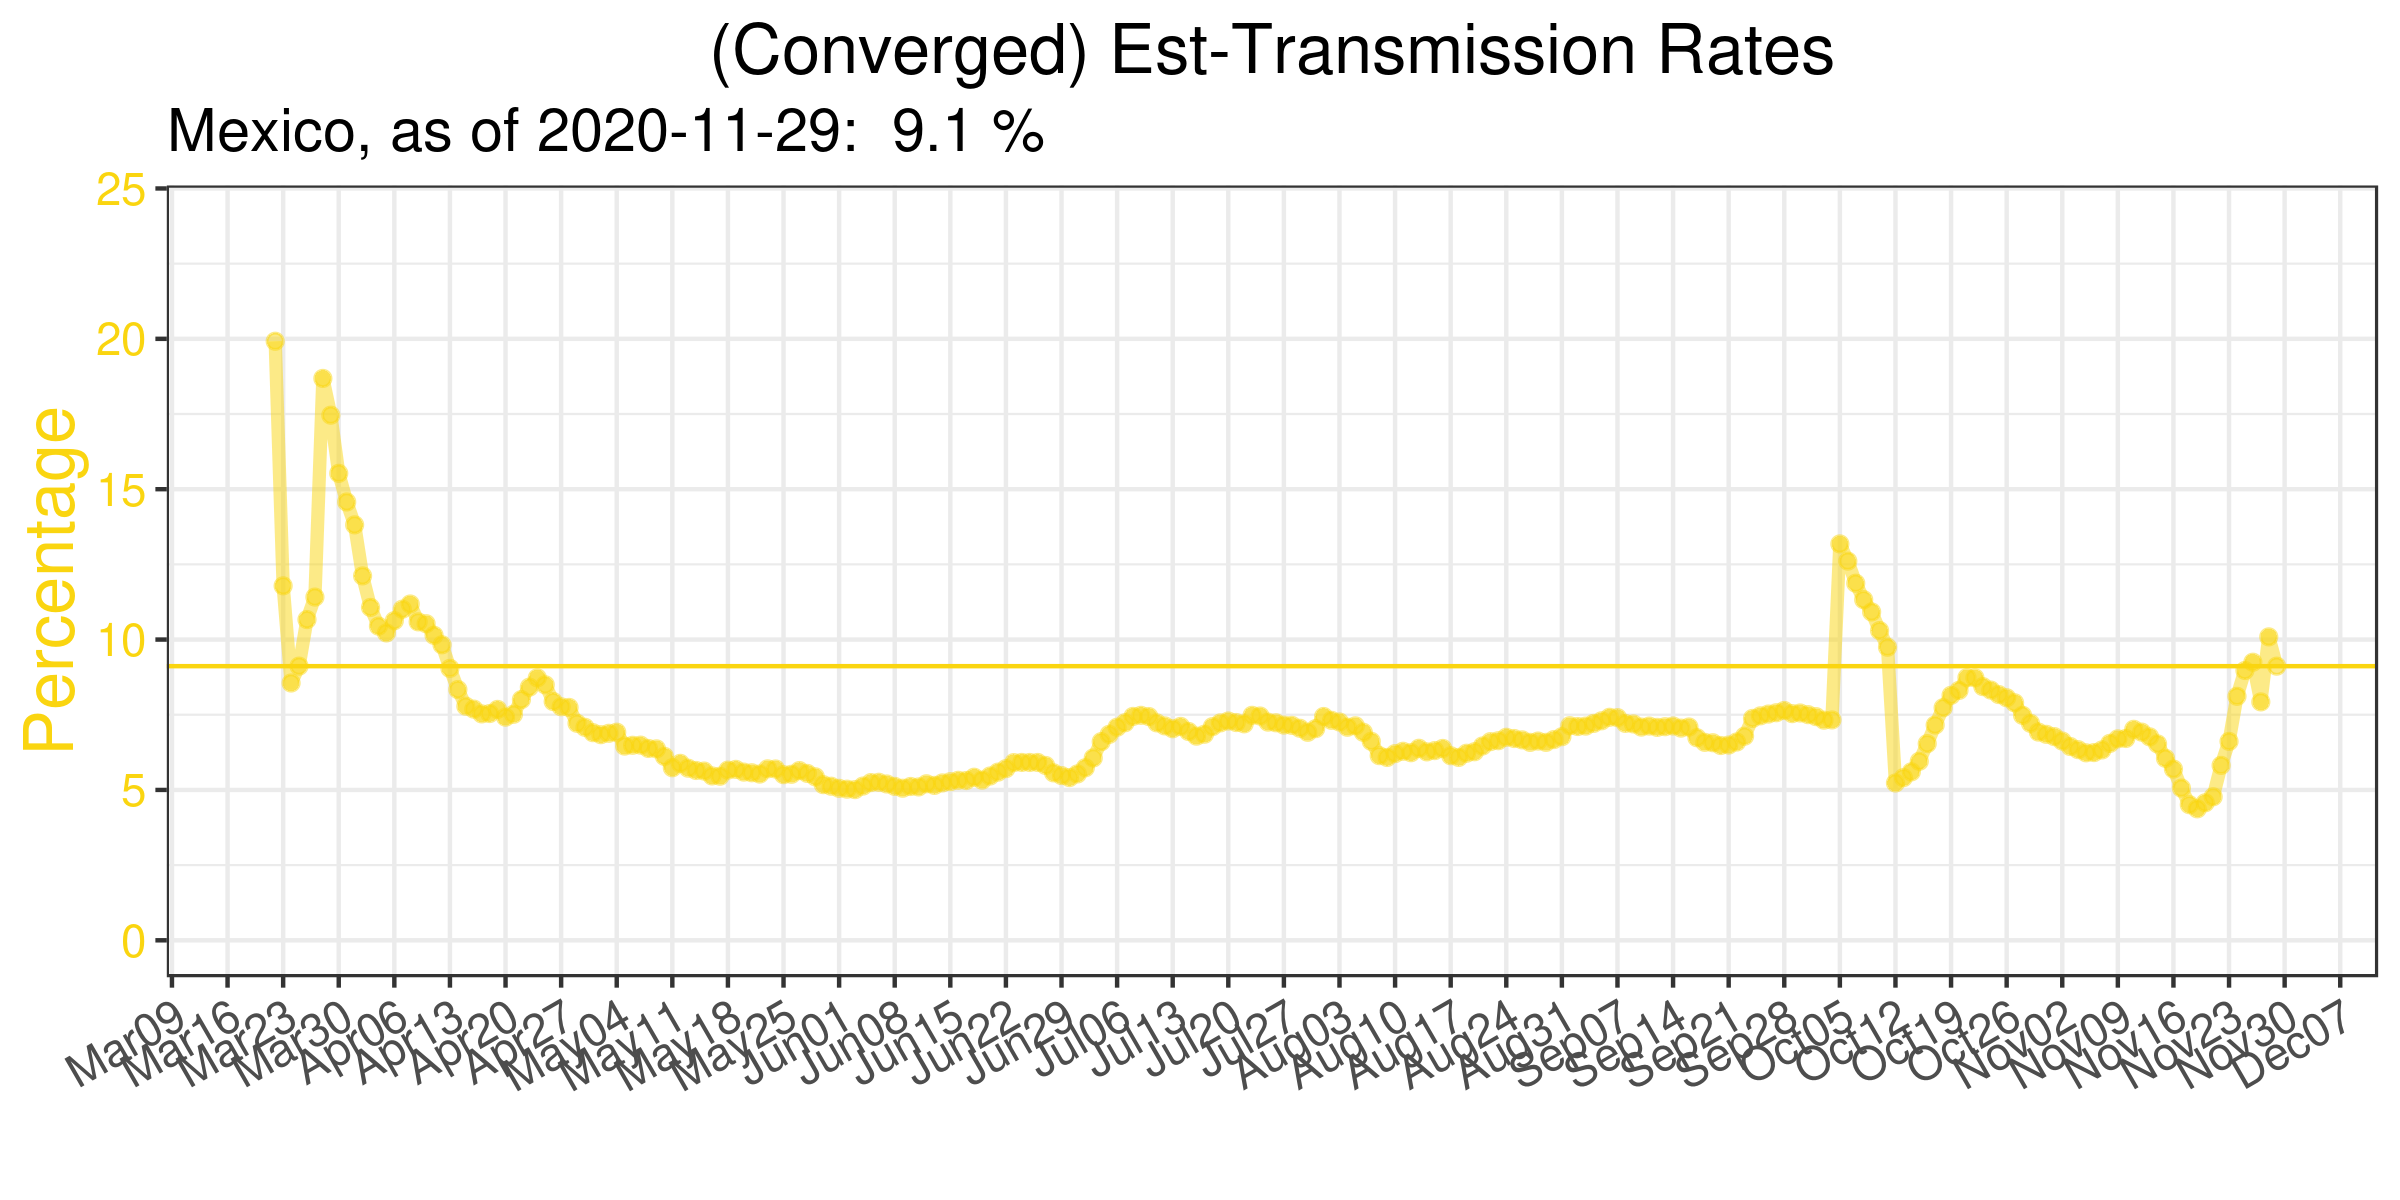 (Converged) Est-Transmission Rates
Mexico, as of 2020-11-29:  9.1 %
Percentage
25
20
15
10
5
0
Mar09
Mar16
Mar23
Mar30
Apr06
Apr13
Apr20
Apr27
May04
May11
May18
May25
Jun01
Jun08
Jun15
Jun22
Jun29
Jul06
Jul13
Jul20
Jul27
Aug03
Aug10
Aug17
Aug24
Aug31
Sep07
Sep14
Sep21
Sep28
Oct05
Oct12
Oct19
Oct26
Nov02
Nov09
Nov16
Nov23
Nov30
Dec07